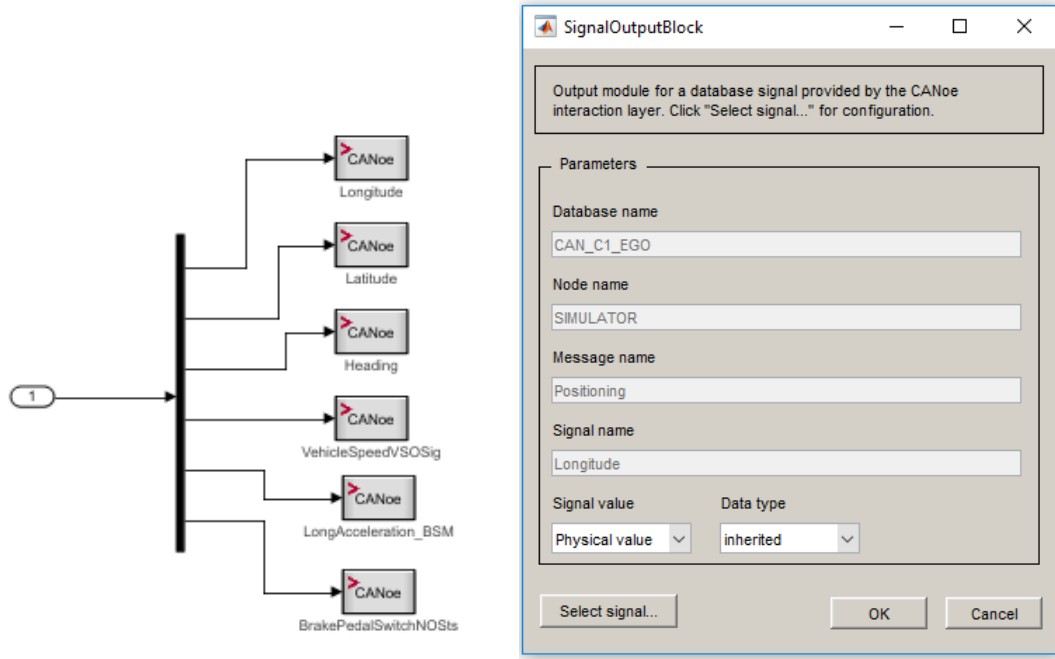 1
CANoe
Longitude
CANoe
Latitude
CANoe
Heading
CANoe
VehicleSpeedVSOSig
CANoe
LongAcceleration_BSM
CANoe
BrakePedalSwitchNOSts
SignalOutputBlock
Output module for a database signal provided by the CANoe
interaction layer. Click "Select signal..." for configuration.
Parameters
Database name
CAN_C1_EGO
Node name
SIMULATOR
Message name
Positioning
Signal name
Longitude
Signal value Data type
Physical value inherited
Select signal... OK Cancel